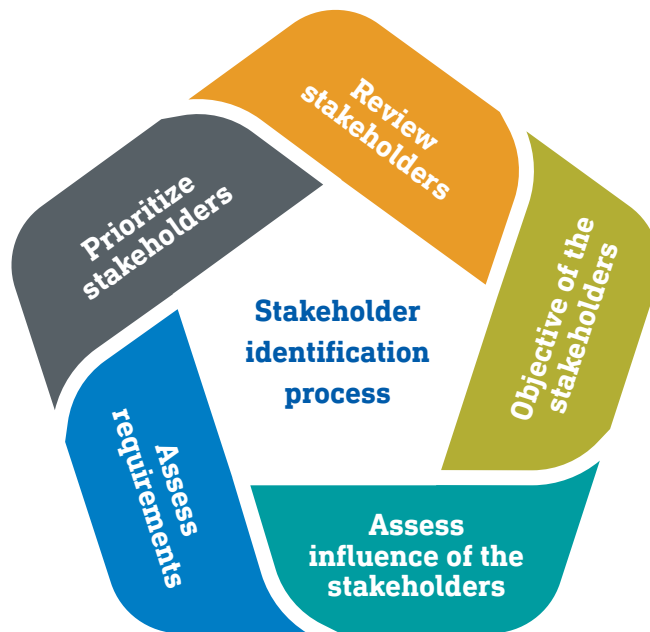 Review
stakeholders
Objective of the
stakeholders
Assess
influence of the
stakeholders
Assess
requirements
Prioritize
stakeholders
Stakeholder
identification
process